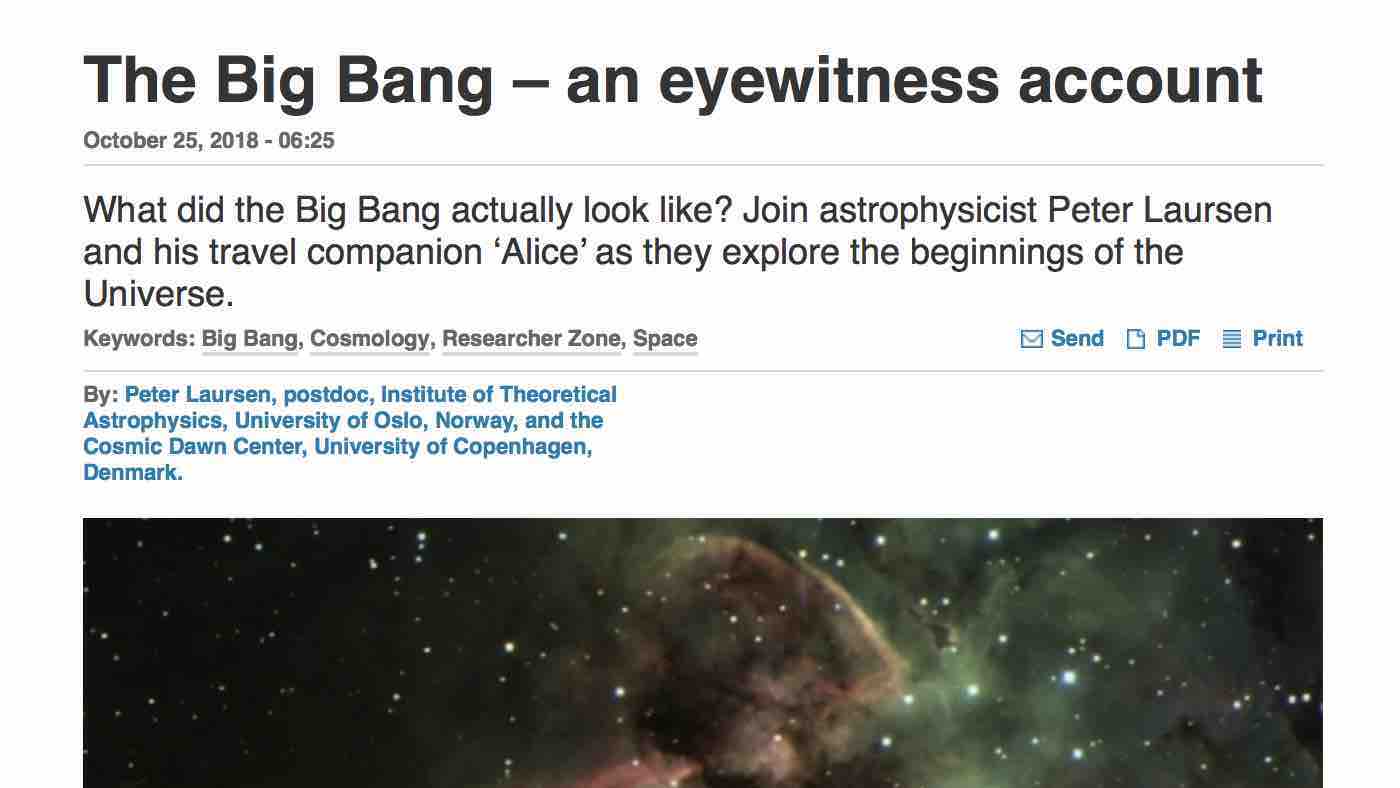 The Big Bang – an eyewitness account
October 25, 2018 - 06:25
What did the Big Bang actually look like? Join astrophysicist Peter Laursen
and his travel companion ‘Alice’ as they explore the beginnings of the
Universe.
Keywords: Big Bang, Cosmology, Researcher Zone, Space
Send PDF Print
By: Peter Laursen, postdoc, Institute of Theoretical
Astrophysics, University of Oslo, Norway, and the
Cosmic Dawn Center, University of Copenhagen,
Denmark.